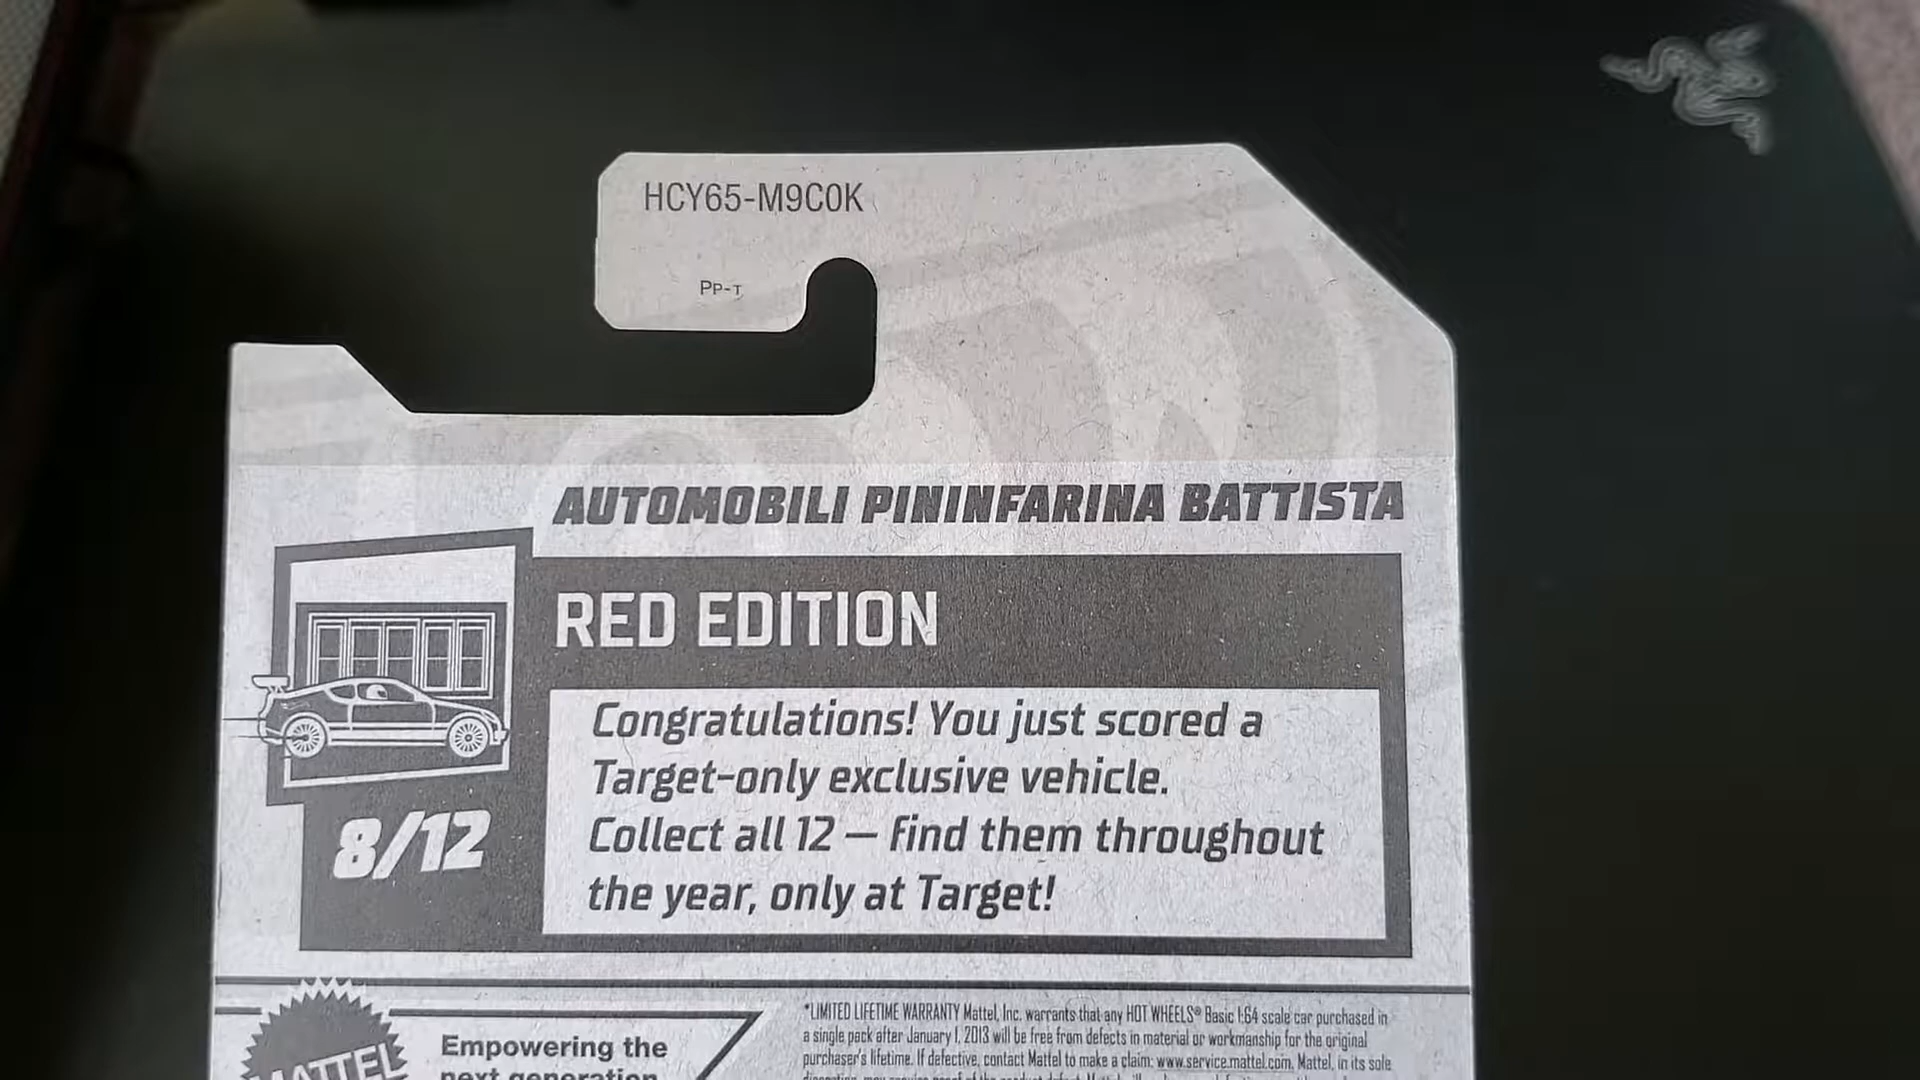 HCY65-M9C0K
PP-T
AUTOMOBILI PININFARINA BATTISTA
RED EDITION
Congratulations! You just scored a
Target-only exclusive vehicle.
Collect all 12 – Find them throughout
the year, only at Target!
8/12
MATTEL
Empowering the
next generation
*LIMITED LIFETIME WARRANTY Mattel, Inc. warrants that any HOT WHEELS® Basic 1:64 scale car purchased in
a single pack after January 1, 2013 will be free from defects in material or workmanship for the original
purchaser's lifetime. If defective, contact Mattel to make a claim: www.service.mattel.com. Mattel, in its sole